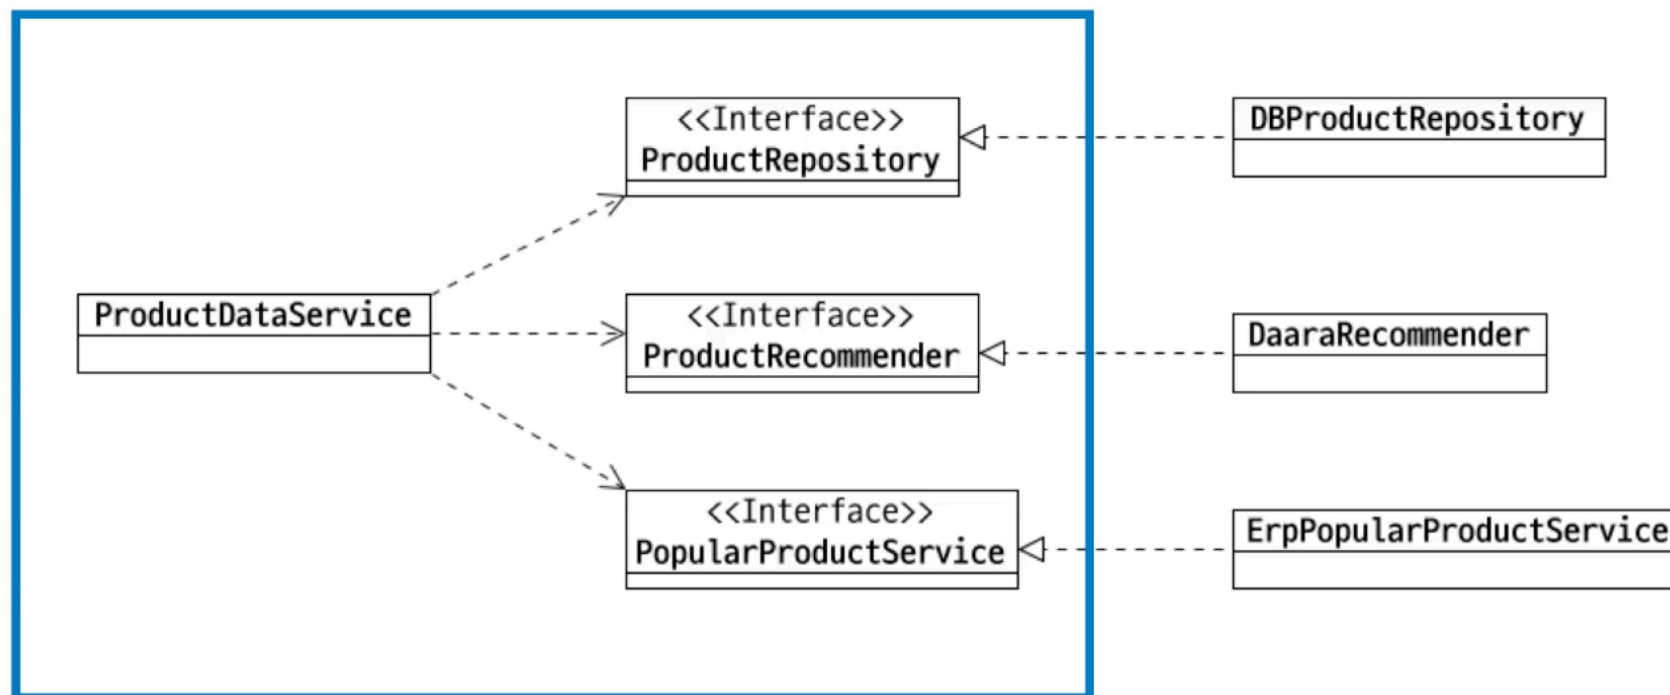 <<Interface>>
ProductRepository
DBProductRepository
ProductDataService
<<Interface>>
ProductRecommender
DaaraRecommender
<<Interface>>
PopularProductService
ErpPopularProductService